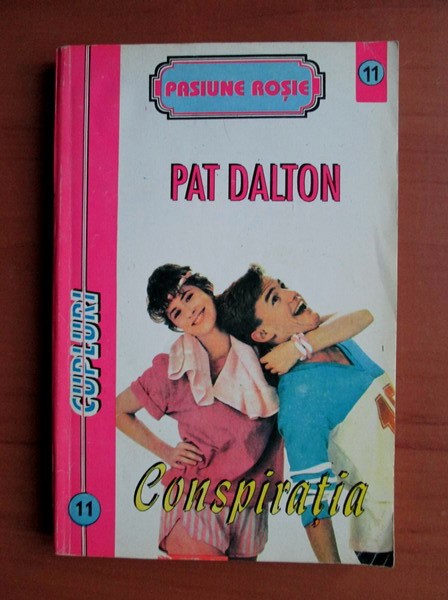 PASIUNE ROȘIE
11
PAT DALTON
CUPLURI
11
Conspirația